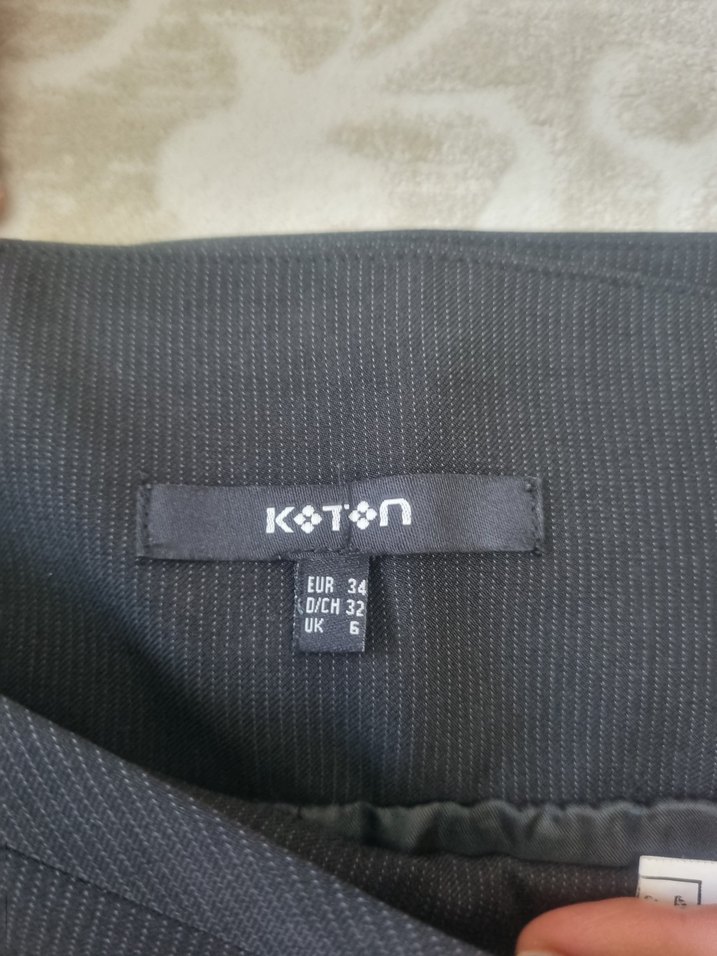 KOTON
EUR 34
D/CH 32
UK 6